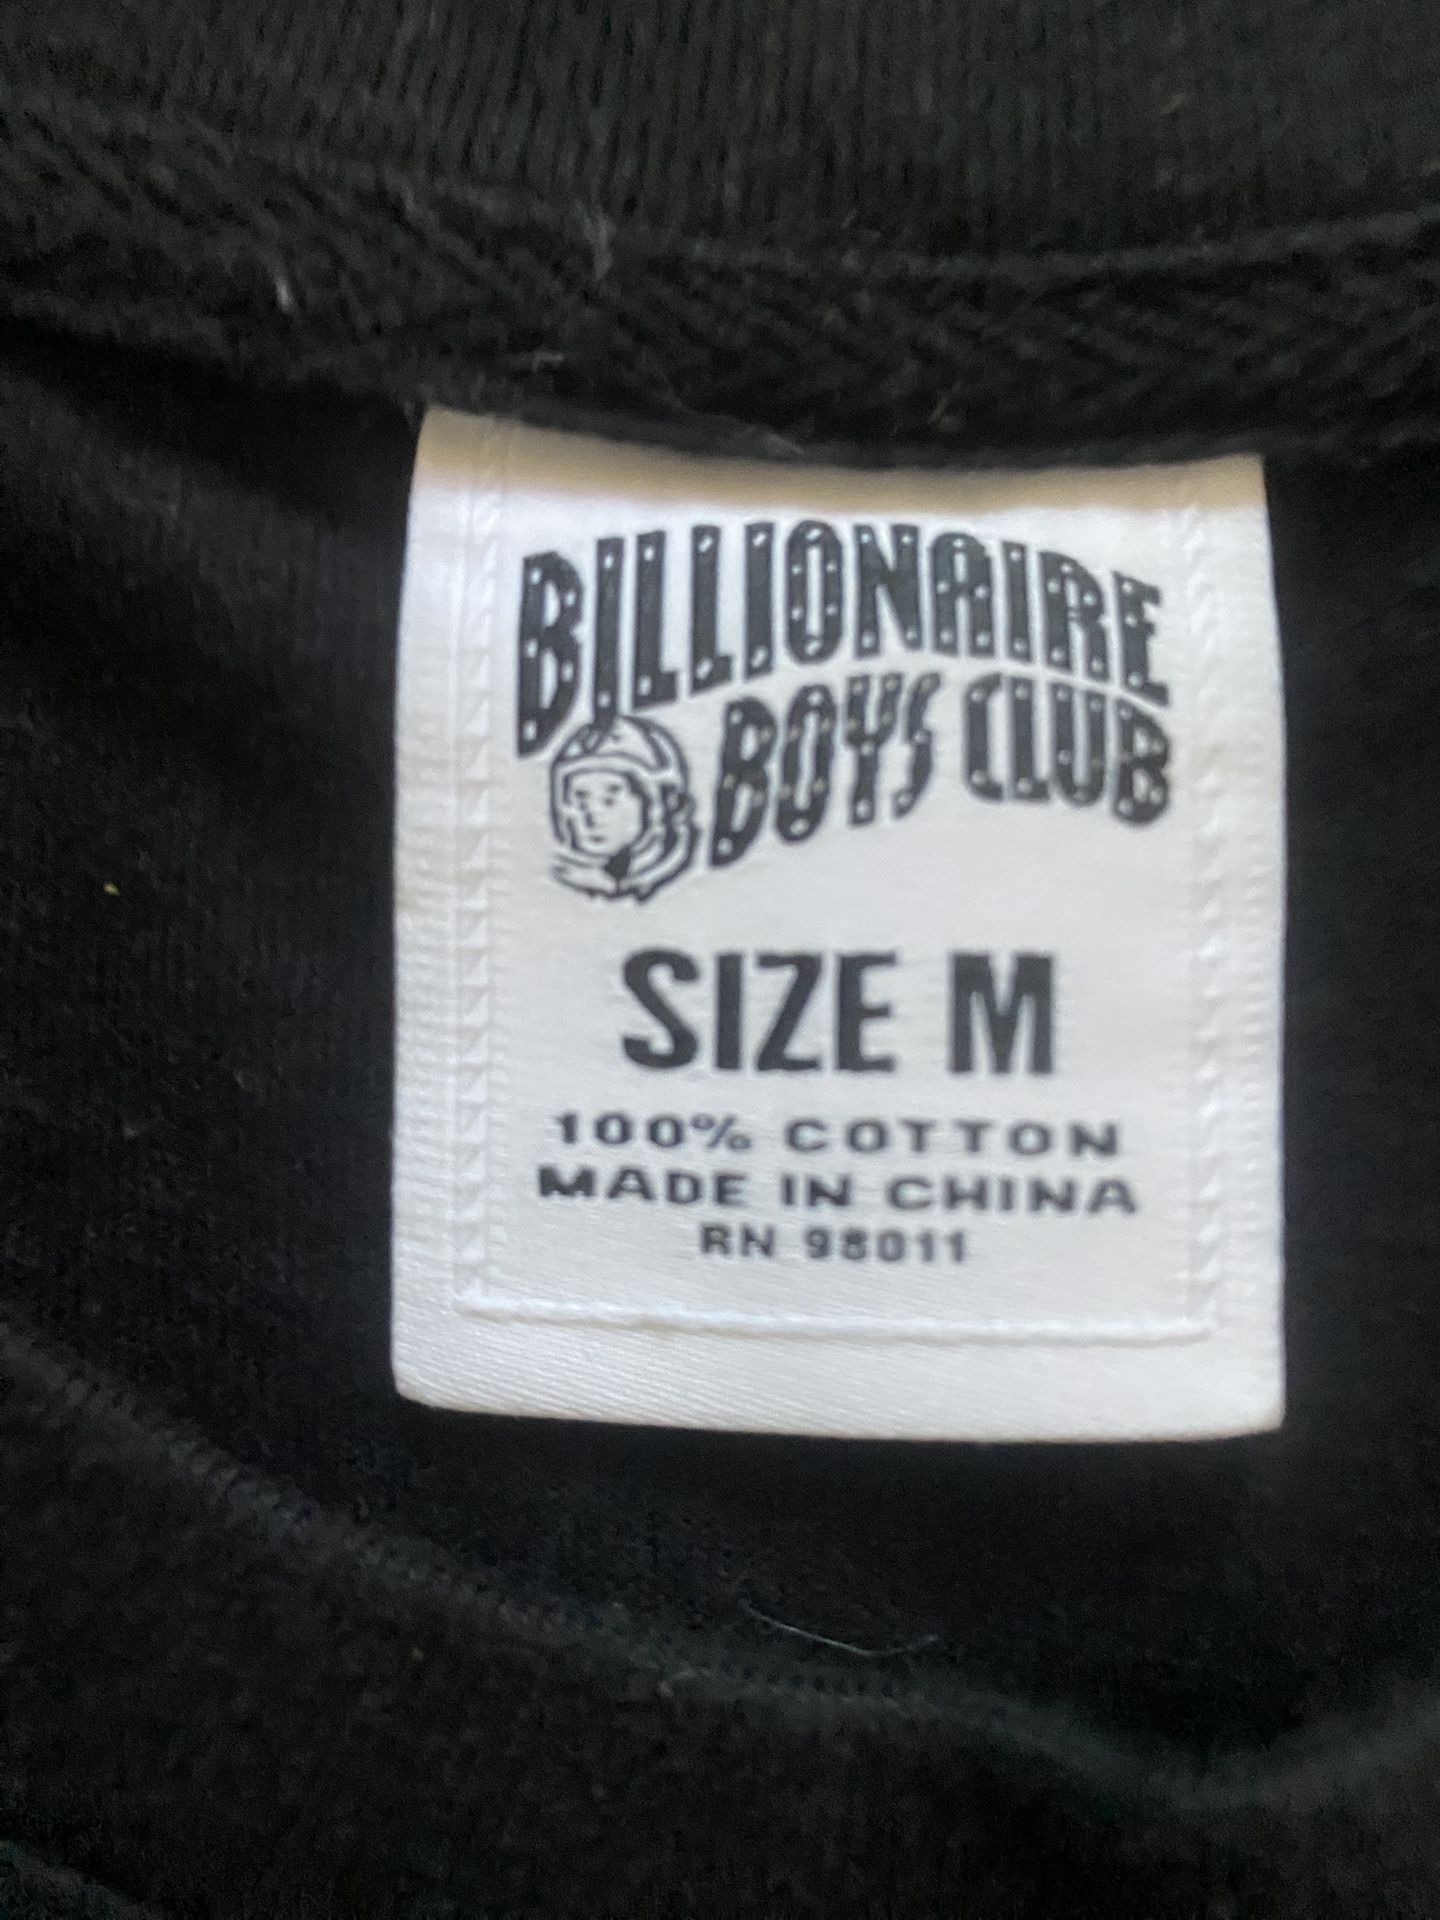 BILLIONAIRE
BOYS CLUB
SIZE M
100% COTTON
MADE IN CHINA
RN 98011